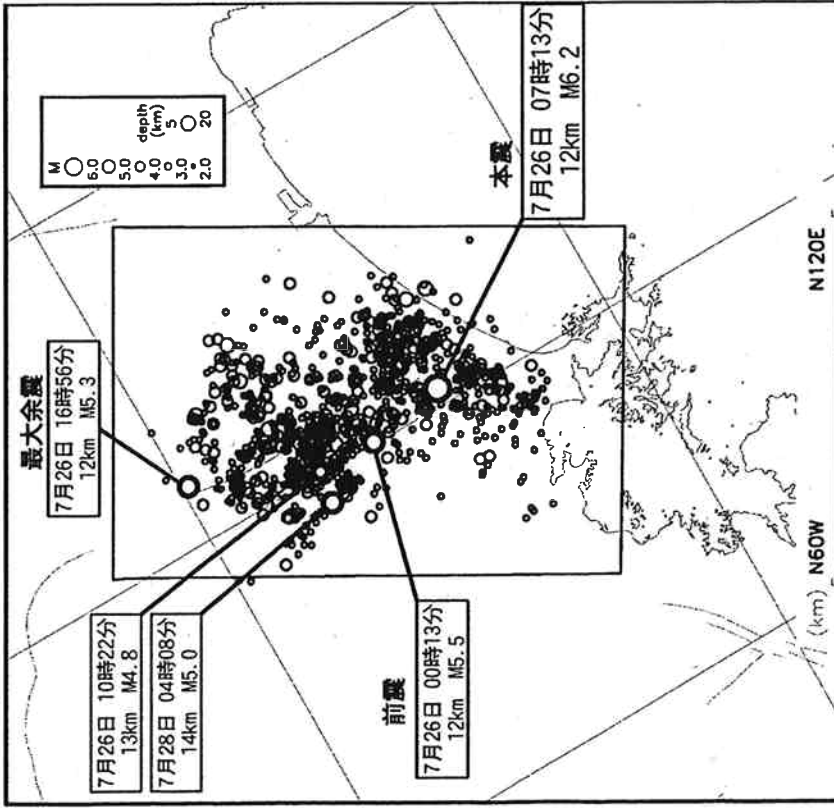 最大余震
7月26日 16時56分
12km M5.3
M
6.0
5.0
4.0
3.0
2.0
depth
(km)
5
20
7月26日 10時22分
13km M4.8
7月28日 04時08分
14km M5.0
前震
7月26日 00時13分
12km M5.5
本震
7月26日 07時13分
12km M6.2
(km)
N60W
N120E